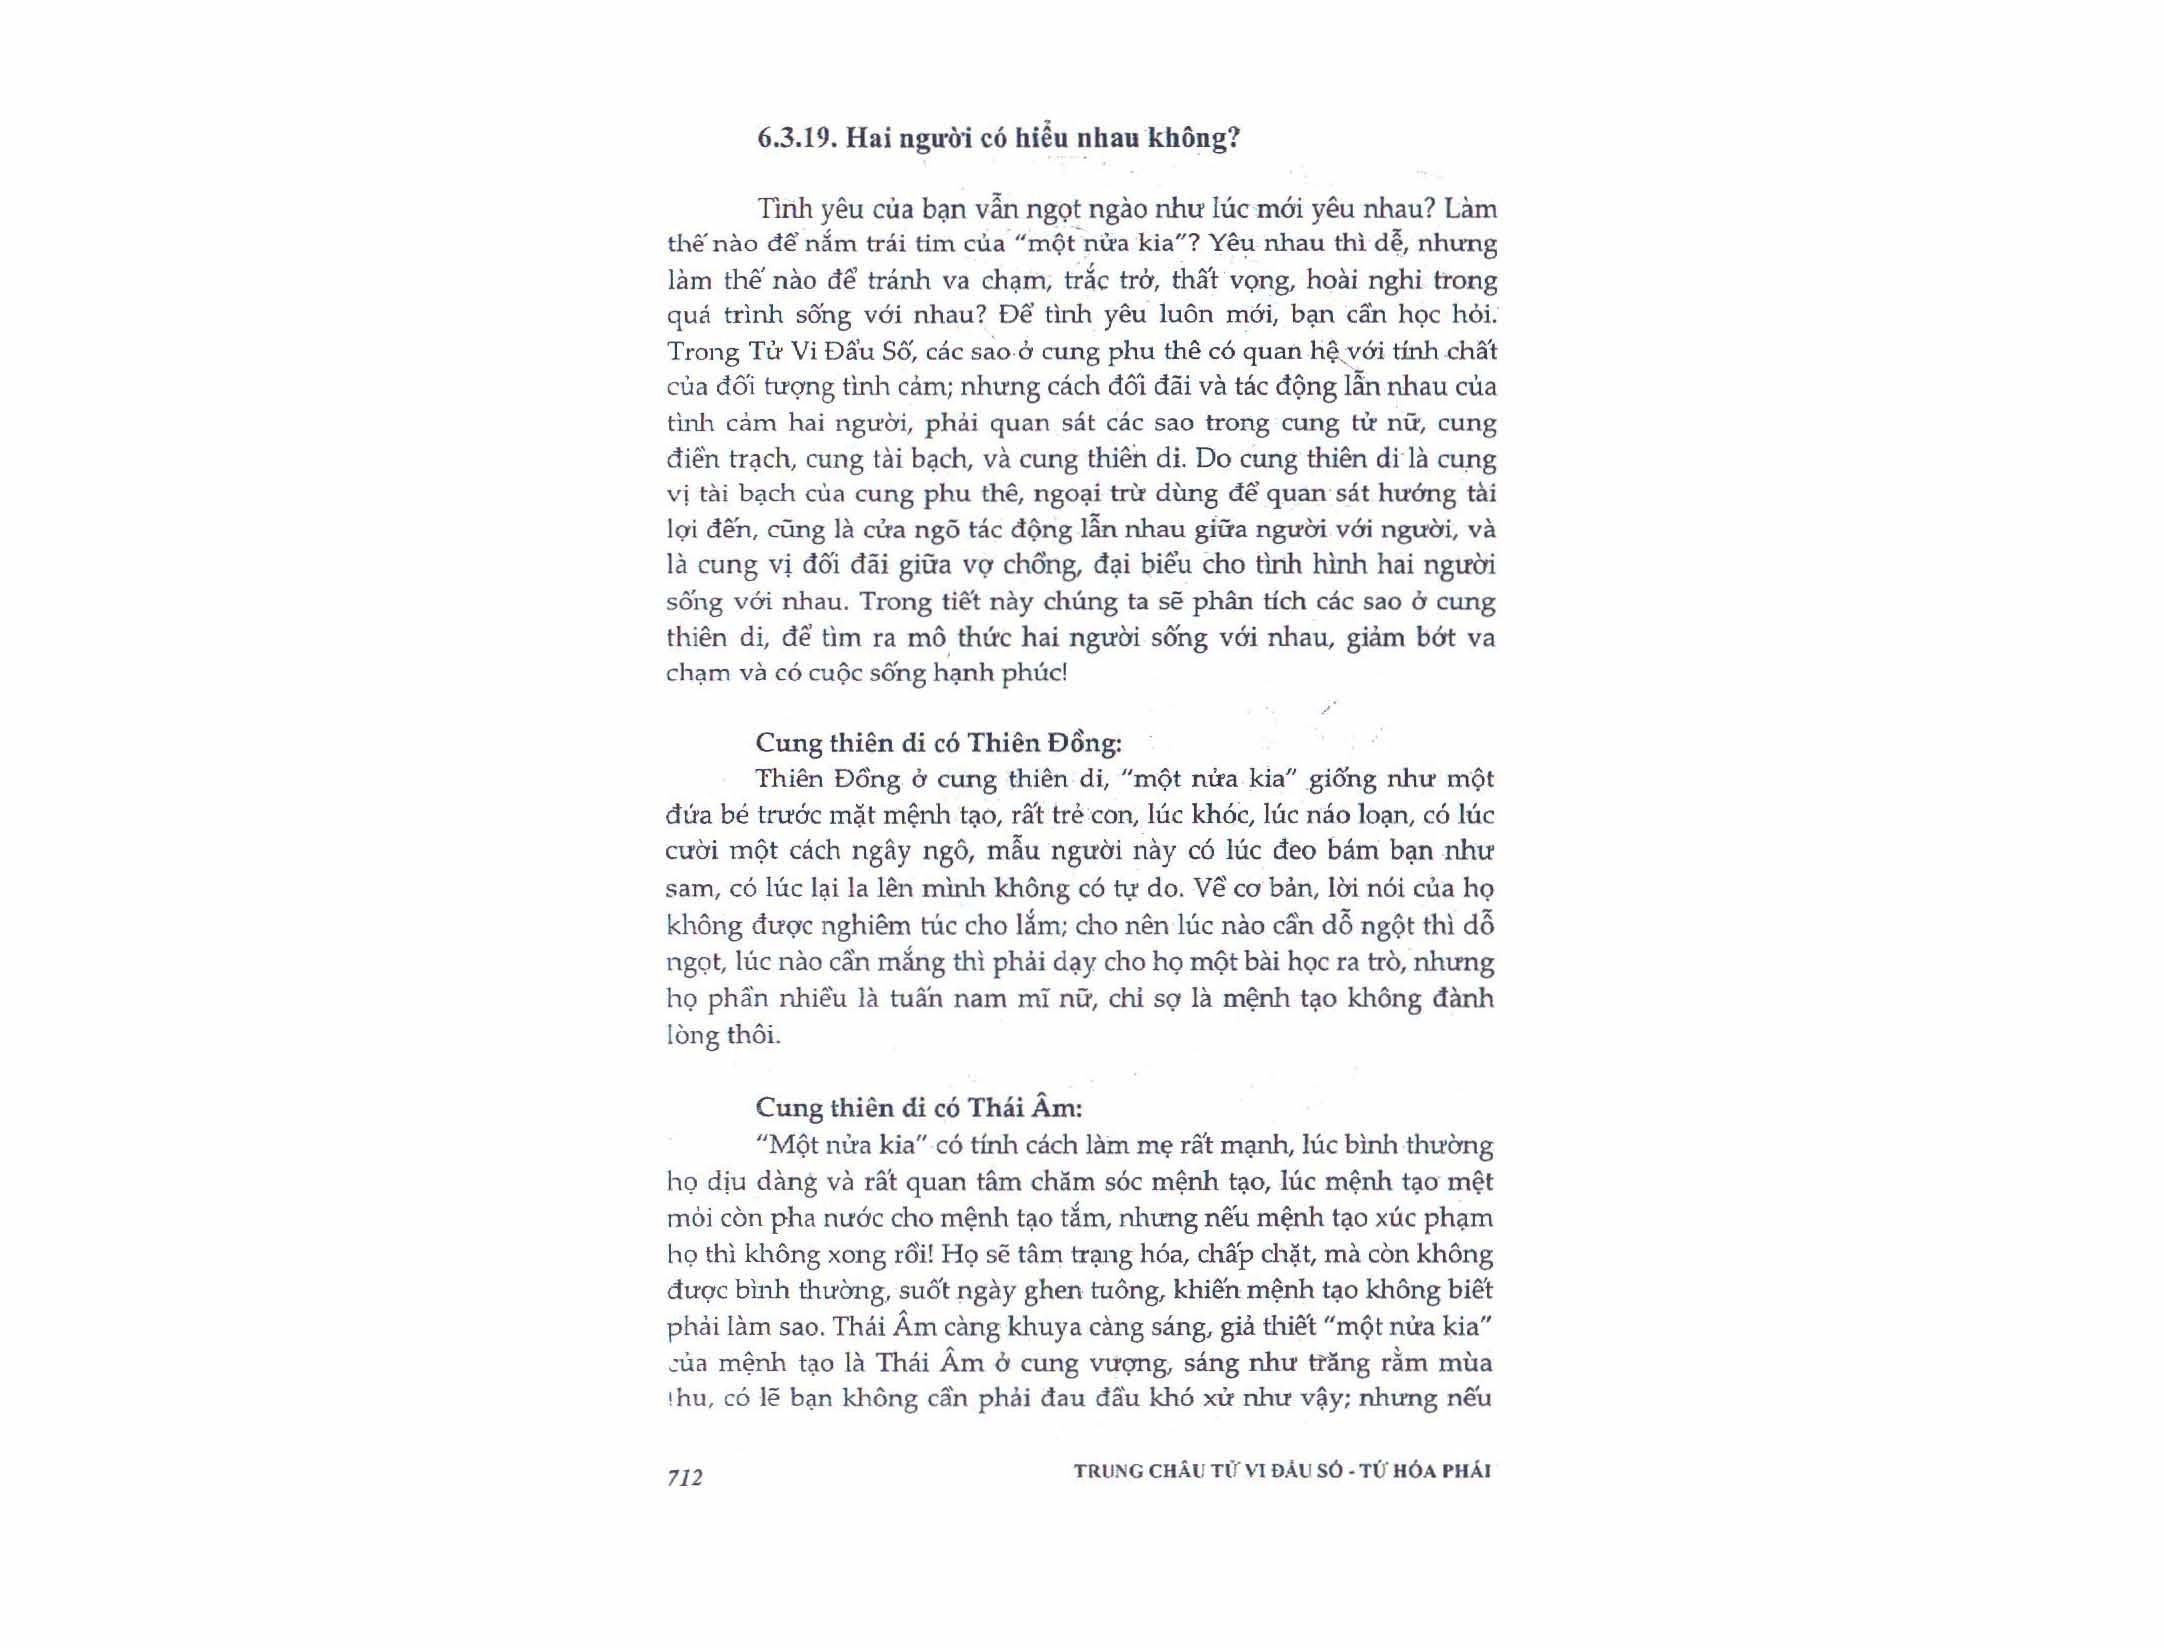 6.3.19. Hai người có hiểu nhau không?
Tình yêu của bạn vẫn ngọt ngào như lúc mới yêu nhau? Làm
thế nào để nắm trái tim của "một nửa kia"? Yêu nhau thì dễ, nhưng
làm thế nào để tránh va chạm, trắc trở, thất vọng, hoài nghi trong
quá trình sống với nhau? Để tình yêu luôn mới, bạn cần học hỏi.
Trong Tử Vi Đẩu Số, các sao ở cung phu thê có quan hệ với tính chất
của đối tượng tình cảm; nhưng cách đối đãi và tác động lẫn nhau của
tình cảm hai người, phải quan sát các sao trong cung tử nữ, cung
điền trạch, cung tài bạch, và cung thiên di. Do cung thiên di là cung
vị tài bạch của cung phu thê, ngoại trừ dùng để quan sát hướng tài
lợi đến, cũng là cửa ngõ tác động lẫn nhau giữa người với người, và
là cung vị đối đãi giữa vợ chồng, đại biểu cho tình hình hai người
sống với nhau. Trong tiết này chúng ta sẽ phân tích các sao ở cung
thiên di, để tìm ra mô thức hai người sống với nhau, giảm bớt va
chạm và có cuộc sống hạnh phúc!
Cung thiên di có Thiên Đồng:
Thiên Đồng ở cung thiên di, "một nửa kia" giống như một
đứa bé trước mặt mệnh tạo, rất trẻ con, lúc khóc, lúc náo loạn, có lúc
cười một cách ngây ngô, mẫu người này có lúc đeo bám bạn như
sam, có lúc lại la lên mình không có tự do. Về cơ bản, lời nói của họ
không được nghiêm túc cho lắm; cho nên lúc nào cần dỗ ngột thì dỗ
ngọt, lúc nào cần mắng thì phải dạy cho họ một bài học ra trò, nhưng
họ phần nhiều là tuấn nam mĩ nữ, chỉ sợ là mệnh tạo không đành
lòng thôi.
Cung thiên di có Thái Âm:
"Một nửa kia" có tính cách làm mẹ rất mạnh, lúc bình thường
họ dịu dàng và rất quan tâm chăm sóc mệnh tạo, lúc mệnh tạo mệt
mỏi còn pha nước cho mệnh tạo tắm, nhưng nếu mệnh tạo xúc phạm
họ thì không xong rồi! Họ sẽ tâm trạng hóa, chấp chặt, mà còn không
được bình thường, suốt ngày ghen tuông, khiến mệnh tạo không biết
phải làm sao. Thái Âm càng khuya càng sáng, giả thiết "một nửa kia"
của mệnh tạo là Thái Âm ở cung vượng, sáng như trăng rằm mùa
thu, có lẽ bạn không cần phải đau đầu khó xử như vậy; nhưng nếu
712
TRUNG CHÂU TỬ VI ĐẨU SỐ - TỨ HÓA PHÁI